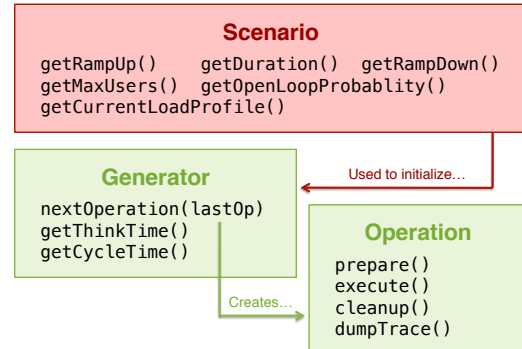 Scenario
getRampUp() getDuration() getRampDown()
getMaxUsers() getOpenLoopProbablity()
getCurrentLoadProfile()
Used to initialize…
Generator
nextOperation(lastOp)
getThinkTime()
getCycleTime()
Creates…
Operation
prepare()
execute()
cleanup()
dumpTrace()